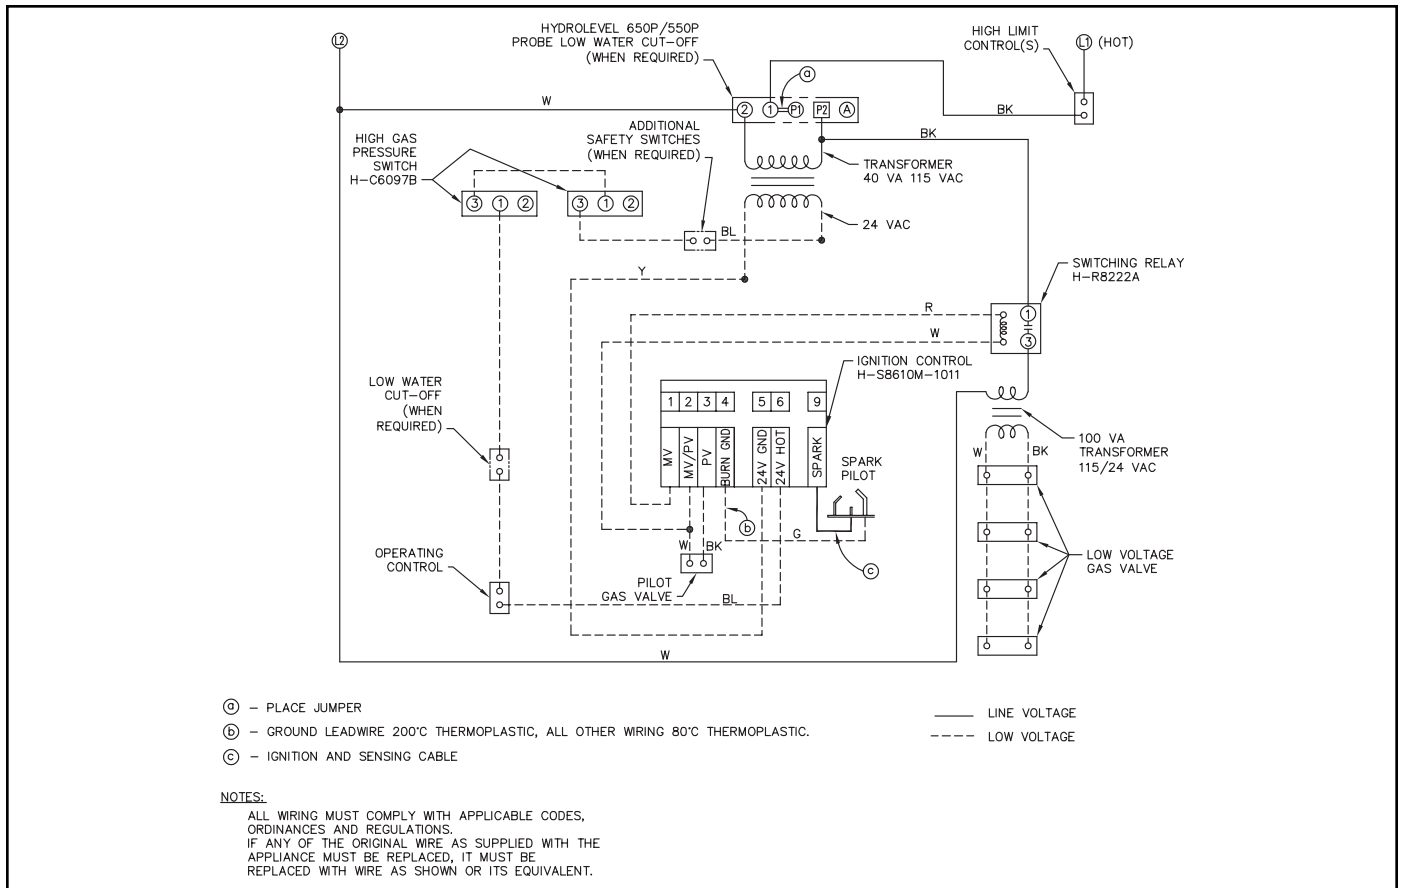 L2
HYDROLEVEL 650P/550P
PROBE LOW WATER CUT-OFF
(WHEN REQUIRED)
HIGH LIMIT
CONTROL(S)
L1 (HOT)
a
W
2 1 P1 P2 A
BK
BK
ADDITIONAL
SAFETY SWITCHES
(WHEN REQUIRED)
HIGH GAS
PRESSURE
SWITCH
H-C6097B
TRANSFORMER
40 VA 115 VAC
3 1 2
3 1 2
BL
24 VAC
Y
SWITCHING RELAY
H-R8222A
R
1
W
3
IGNITION CONTROL
H-S8610M-1011
LOW WATER
CUT-OFF
(WHEN
REQUIRED)
1 2 3 4 5 6 9
MV
MV/PV
PV
BURN GND
24V GND
24V HOT
SPARK
SPARK
PILOT
W
BK
100 VA
TRANSFORMER
115/24 VAC
b
G
W
BK
c
OPERATING
CONTROL
PILOT
GAS VALVE
BL
LOW VOLTAGE
GAS VALVE
W
a - PLACE JUMPER
b - GROUND LEADWIRE 200°C THERMOPLASTIC, ALL OTHER WIRING 80°C THERMOPLASTIC.
c - IGNITION AND SENSING CABLE
LINE VOLTAGE
LOW VOLTAGE
NOTES:
ALL WIRING MUST COMPLY WITH APPLICABLE CODES,
ORDINANCES AND REGULATIONS.
IF ANY OF THE ORIGINAL WIRE AS SUPPLIED WITH THE
APPLIANCE MUST BE REPLACED, IT MUST BE
REPLACED WITH WIRE AS SHOWN OR ITS EQUIVALENT.